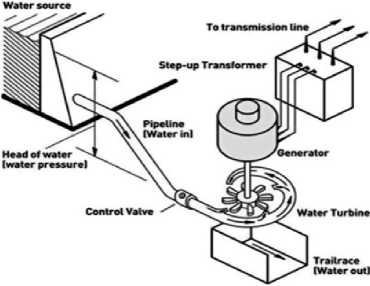 Water source
To transmission line
Step-up Transformer
Pipeline
(Water in)
Generator
Head of water
(water pressure)
Control Valve
Water Turbine
Trailrace
(Water out)